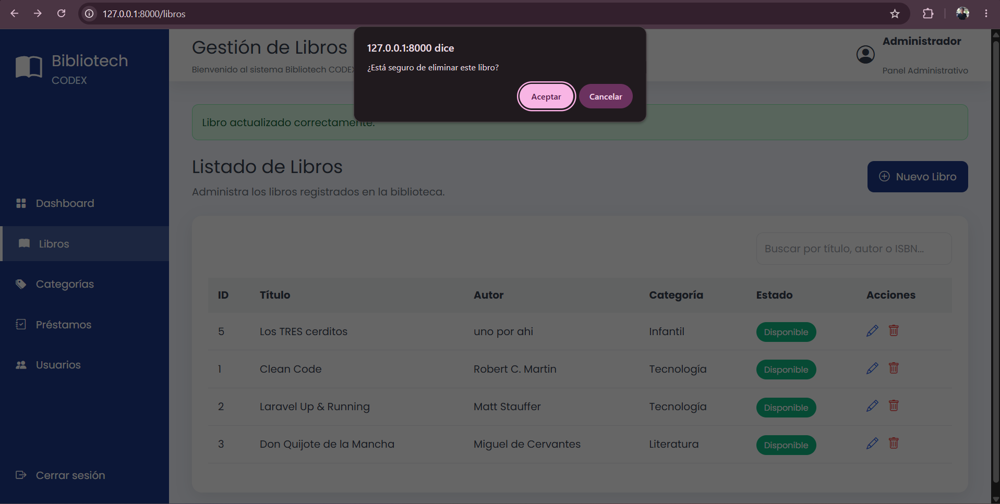 127.0.0.1:8000/libros
127.0.0.1:8000 dice
¿Está seguro de eliminar este libro?
Aceptar
Cancelar
Bibliotech
CODEX
Dashboard
Libros
Categorías
Préstamos
Usuarios
Cerrar sesión
Gestión de Libros
Bienvenido al sistema Bibliotech CODEX
Administrador
Panel Administrativo
Libro actualizado correctamente.
Listado de Libros
Administra los libros registrados en la biblioteca.
Nuevo Libro
Buscar por título, autor o ISBN...
ID Título Autor Categoría Estado Acciones
5 Los TRES cerditos uno por ahi Infantil Disponible
1 Clean Code Robert C. Martin Tecnología Disponible
2 Laravel Up & Running Matt Stauffer Tecnología Disponible
3 Don Quijote de la Mancha Miguel de Cervantes Literatura Disponible